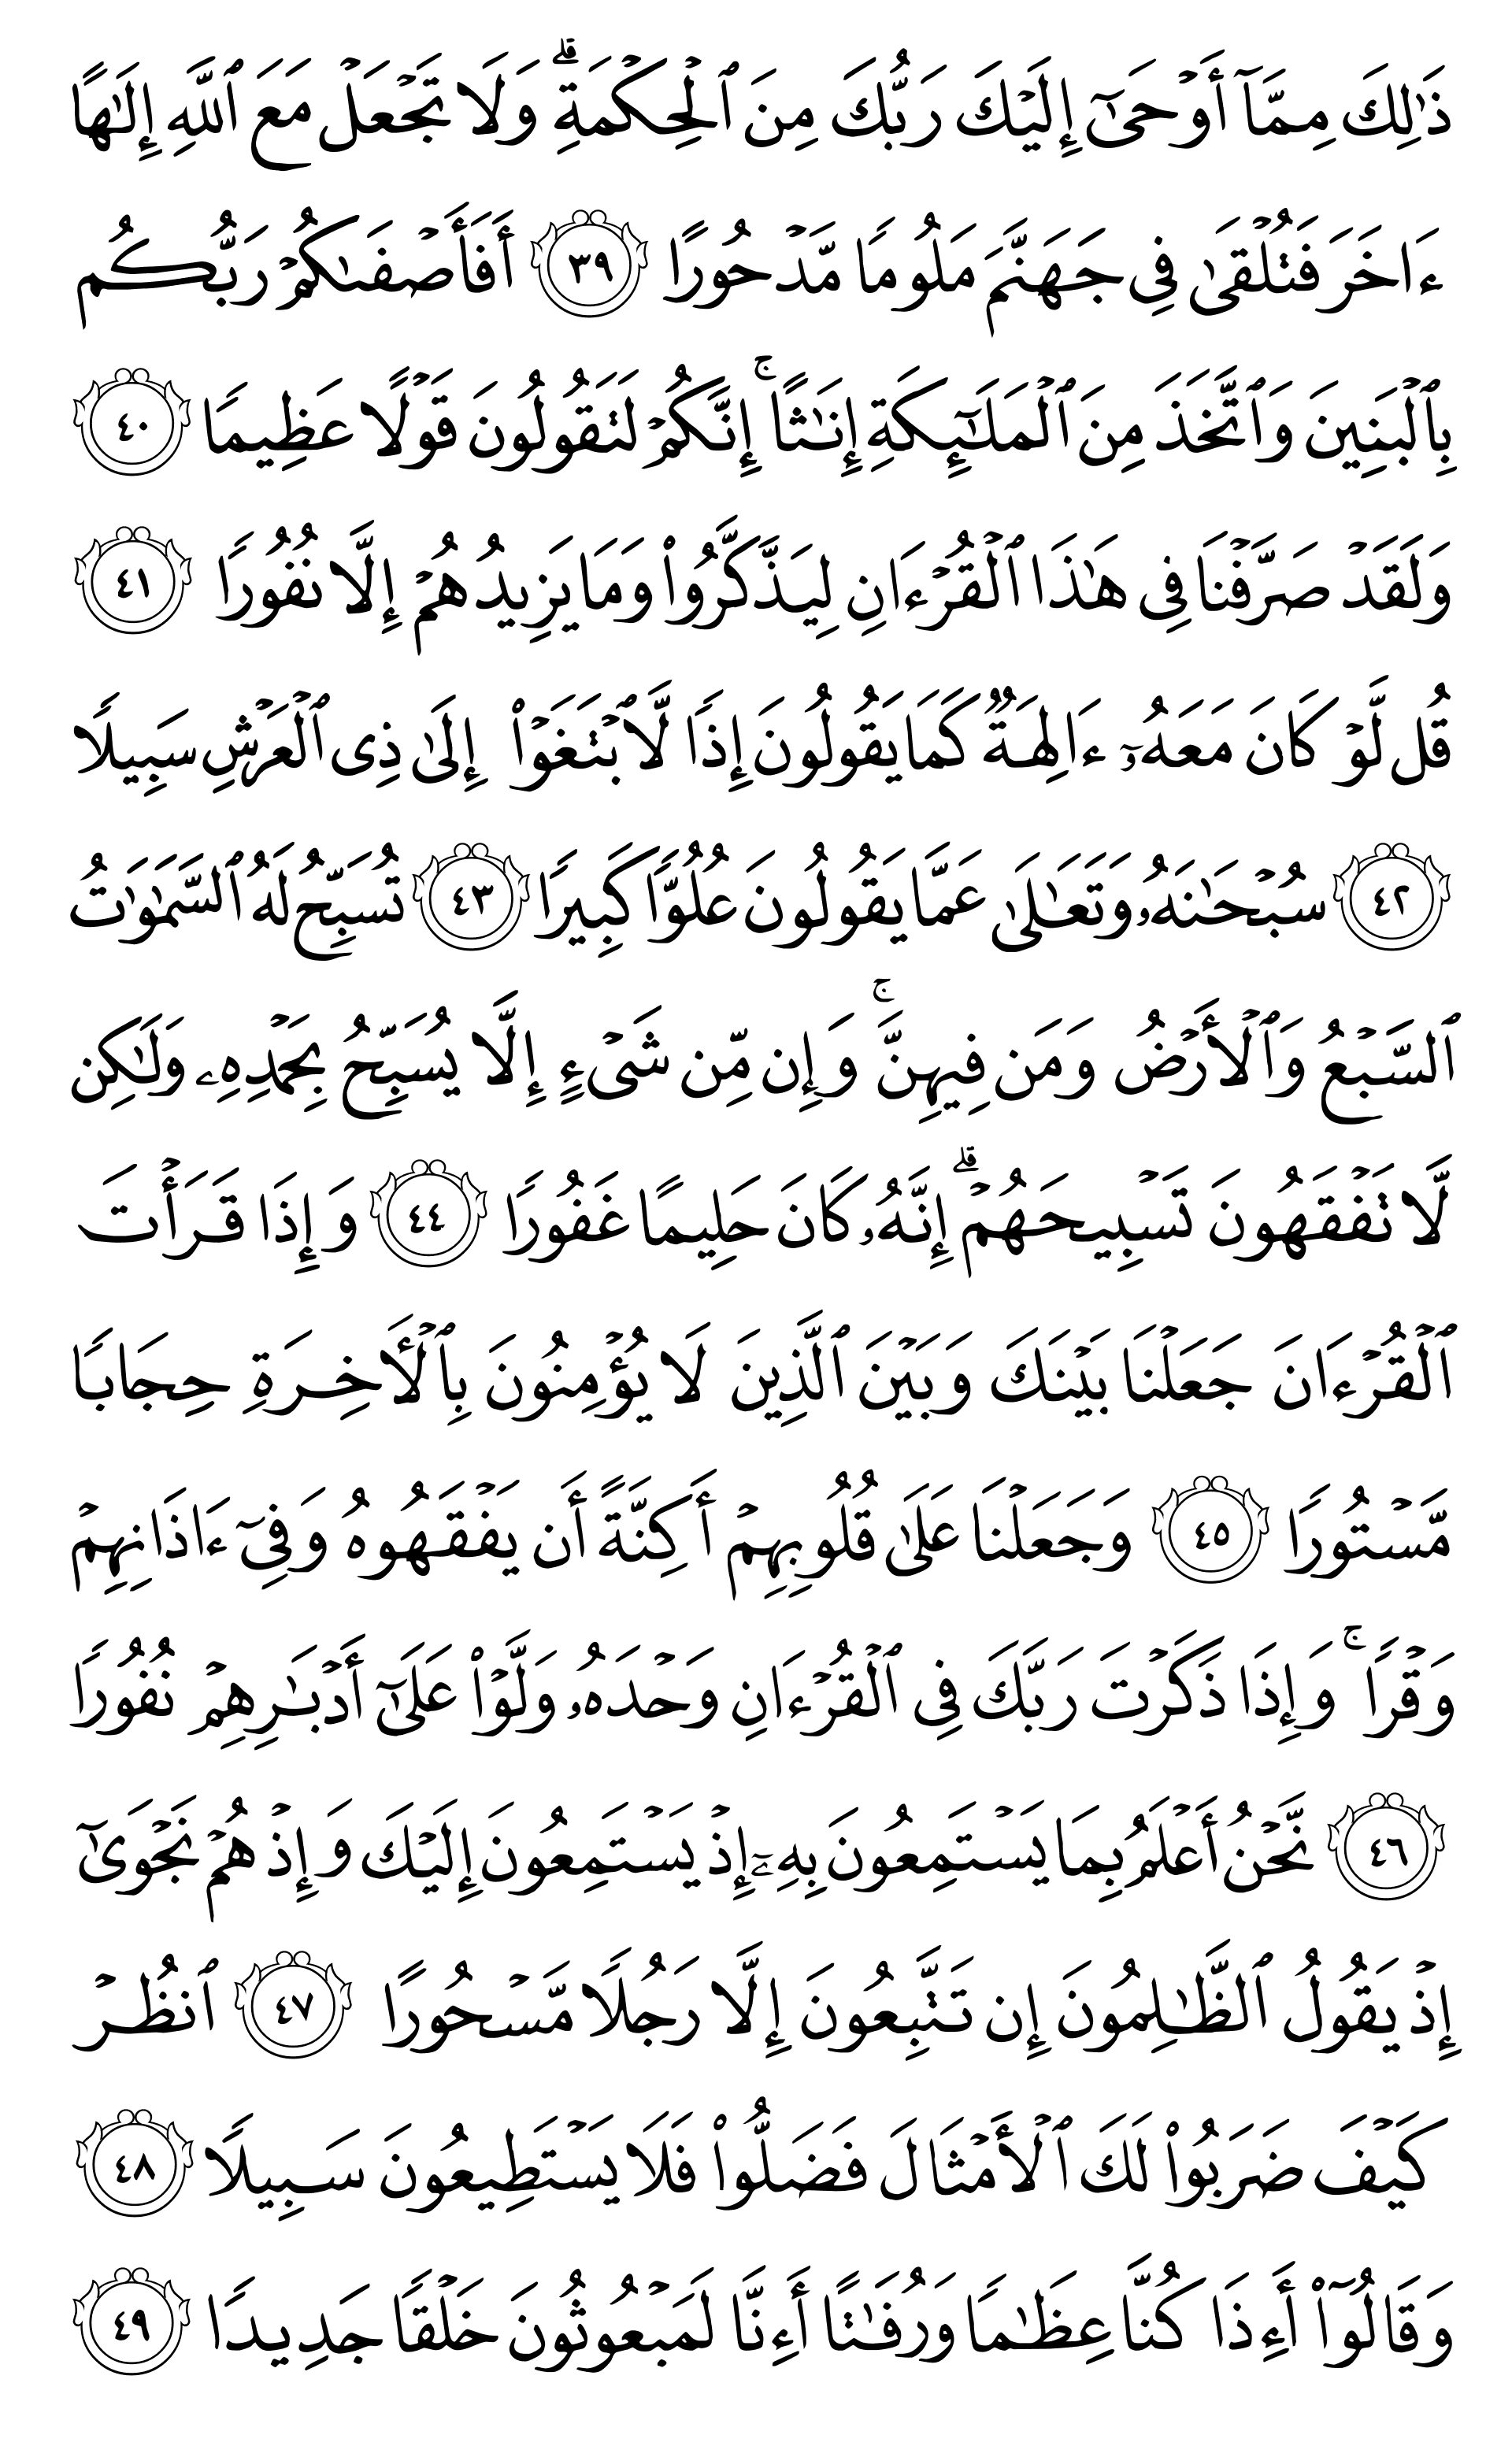 ذَٰلِكَ مِمَّآ أَوۡحَىٰٓ إِلَيۡكَ رَبُّكَ مِنَ ٱلۡحِكۡمَةِۗ وَلَا تَجۡعَلۡ مَعَ ٱللَّهِ إِلَٰهًا
ءَاخَرَ فَتُلۡقَىٰ فِي جَهَنَّمَ مَلُومًا مَّدۡحُورًا ٣٩ أَفَأَصۡفَىٰكُمۡ رَبُّكُم
بِٱلۡبَنِينَ وَٱتَّخَذَ مِنَ ٱلۡمَلَٰٓئِكَةِ إِنَٰثًاۚ إِنَّكُمۡ لَتَقُولُونَ قَوۡلًا عَظِيمًا ٤٠
وَلَقَدۡ صَرَّفۡنَا فِي هَٰذَا ٱلۡقُرۡءَانِ لِيَذَّكَّرُواْ وَمَا يَزِيدُهُمۡ إِلَّا نُفُورًا ٤١
قُل لَّوۡ كَانَ مَعَهُۥٓ ءَالِهَةٌ كَمَا يَقُولُونَ إِذًا لَّٱبۡتَغَوۡاْ إِلَىٰ ذِي ٱلۡعَرۡشِ سَبِيلًا
٤٢ سُبۡحَٰنَهُۥ وَتَعَٰلَىٰ عَمَّا يَقُولُونَ عُلُوًّا كَبِيرًا ٤٣ تُسَبِّحُ لَهُ ٱلسَّمَٰوَٰتُ
ٱلسَّبۡعُ وَٱلۡأَرۡضُ وَمَن فِيهِنَّۚ وَإِن مِّن شَيۡءٍ إِلَّا يُسَبِّحُ بِحَمۡدِهِۦ وَلَٰكِن
لَّا تَفۡقَهُونَ تَسۡبِيحَهُمۡۗ إِنَّهُۥ كَانَ حَلِيمًا غَفُورًا ٤٤ وَإِذَا قَرَأۡتَ
ٱلۡقُرۡءَانَ جَعَلۡنَا بَيۡنَكَ وَبَيۡنَ ٱلَّذِينَ لَا يُؤۡمِنُونَ بِٱلۡأٓخِرَةِ حِجَابًا
مَّسۡتُورًا ٤٥ وَجَعَلۡنَا عَلَىٰ قُلُوبِهِمۡ أَكِنَّةً أَن يَفۡقَهُوهُ وَفِيٓ ءَاذَانِهِمۡ
وَقۡرًاۚ وَإِذَا ذَكَرۡتَ رَبَّكَ فِي ٱلۡقُرۡءَانِ وَحۡدَهُۥ وَلَّوۡاْ عَلَىٰٓ أَدۡبَٰرِهِمۡ نُفُورًا
٤٦ نَّحۡنُ أَعۡلَمُ بِمَا يَسۡتَمِعُونَ بِهِۦٓ إِذۡ يَسۡتَمِعُونَ إِلَيۡكَ وَإِذۡ هُمۡ نَجۡوَىٰٓ
إِذۡ يَقُولُ ٱلظَّٰلِمُونَ إِن تَتَّبِعُونَ إِلَّا رَجُلًا مَّسۡحُورًا ٤٧ ٱنظُرۡ
كَيۡفَ ضَرَبُواْ لَكَ ٱلۡأَمۡثَالَ فَضَلُّواْ فَلَا يَسۡتَطِيعُونَ سَبِيلًا ٤٨
وَقَالُوٓاْ أَءِذَا كُنَّا عِظَٰمًا وَرُفَٰتًا أَءِنَّا لَمَبۡعُوثُونَ خَلۡقًا جَدِيدًا ٤٩